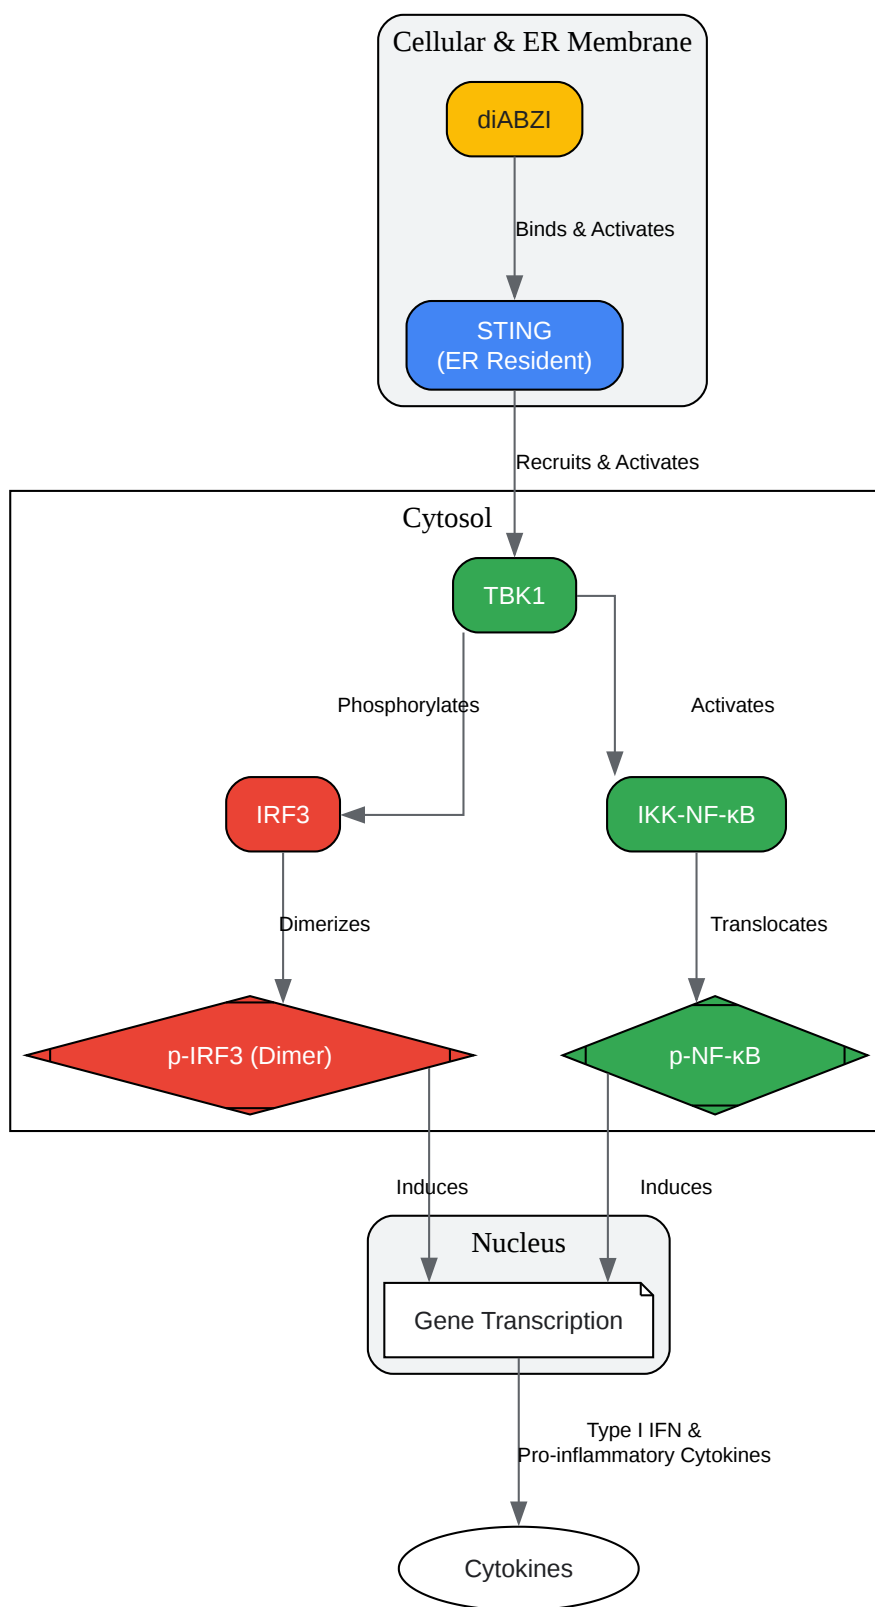 Cellular & ER Membrane
diABZI
Binds & Activates
STING
(ER Resident)
Recruits & Activates
Cytosol
TBK1
Phosphorylates
Activates
IRF3
IKK-NF-κB
Dimerizes
Translocates
p-IRF3 (Dimer)
p-NF-κB
Induces
Induces
Nucleus
Gene Transcription
Type I IFN &
Pro-inflammatory Cytokines
Cytokines